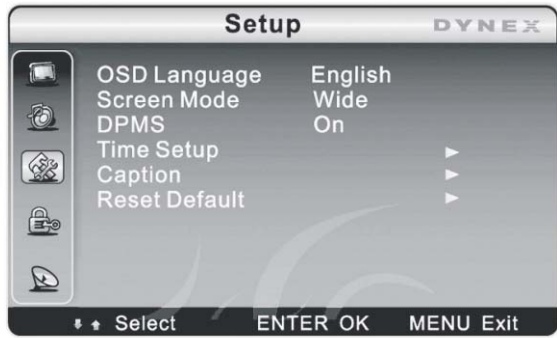 Setup DYNEX
OSD Language English
Screen Mode Wide
DPMS On
Time Setup
Caption
Reset Default
Select ENTER OK MENU Exit